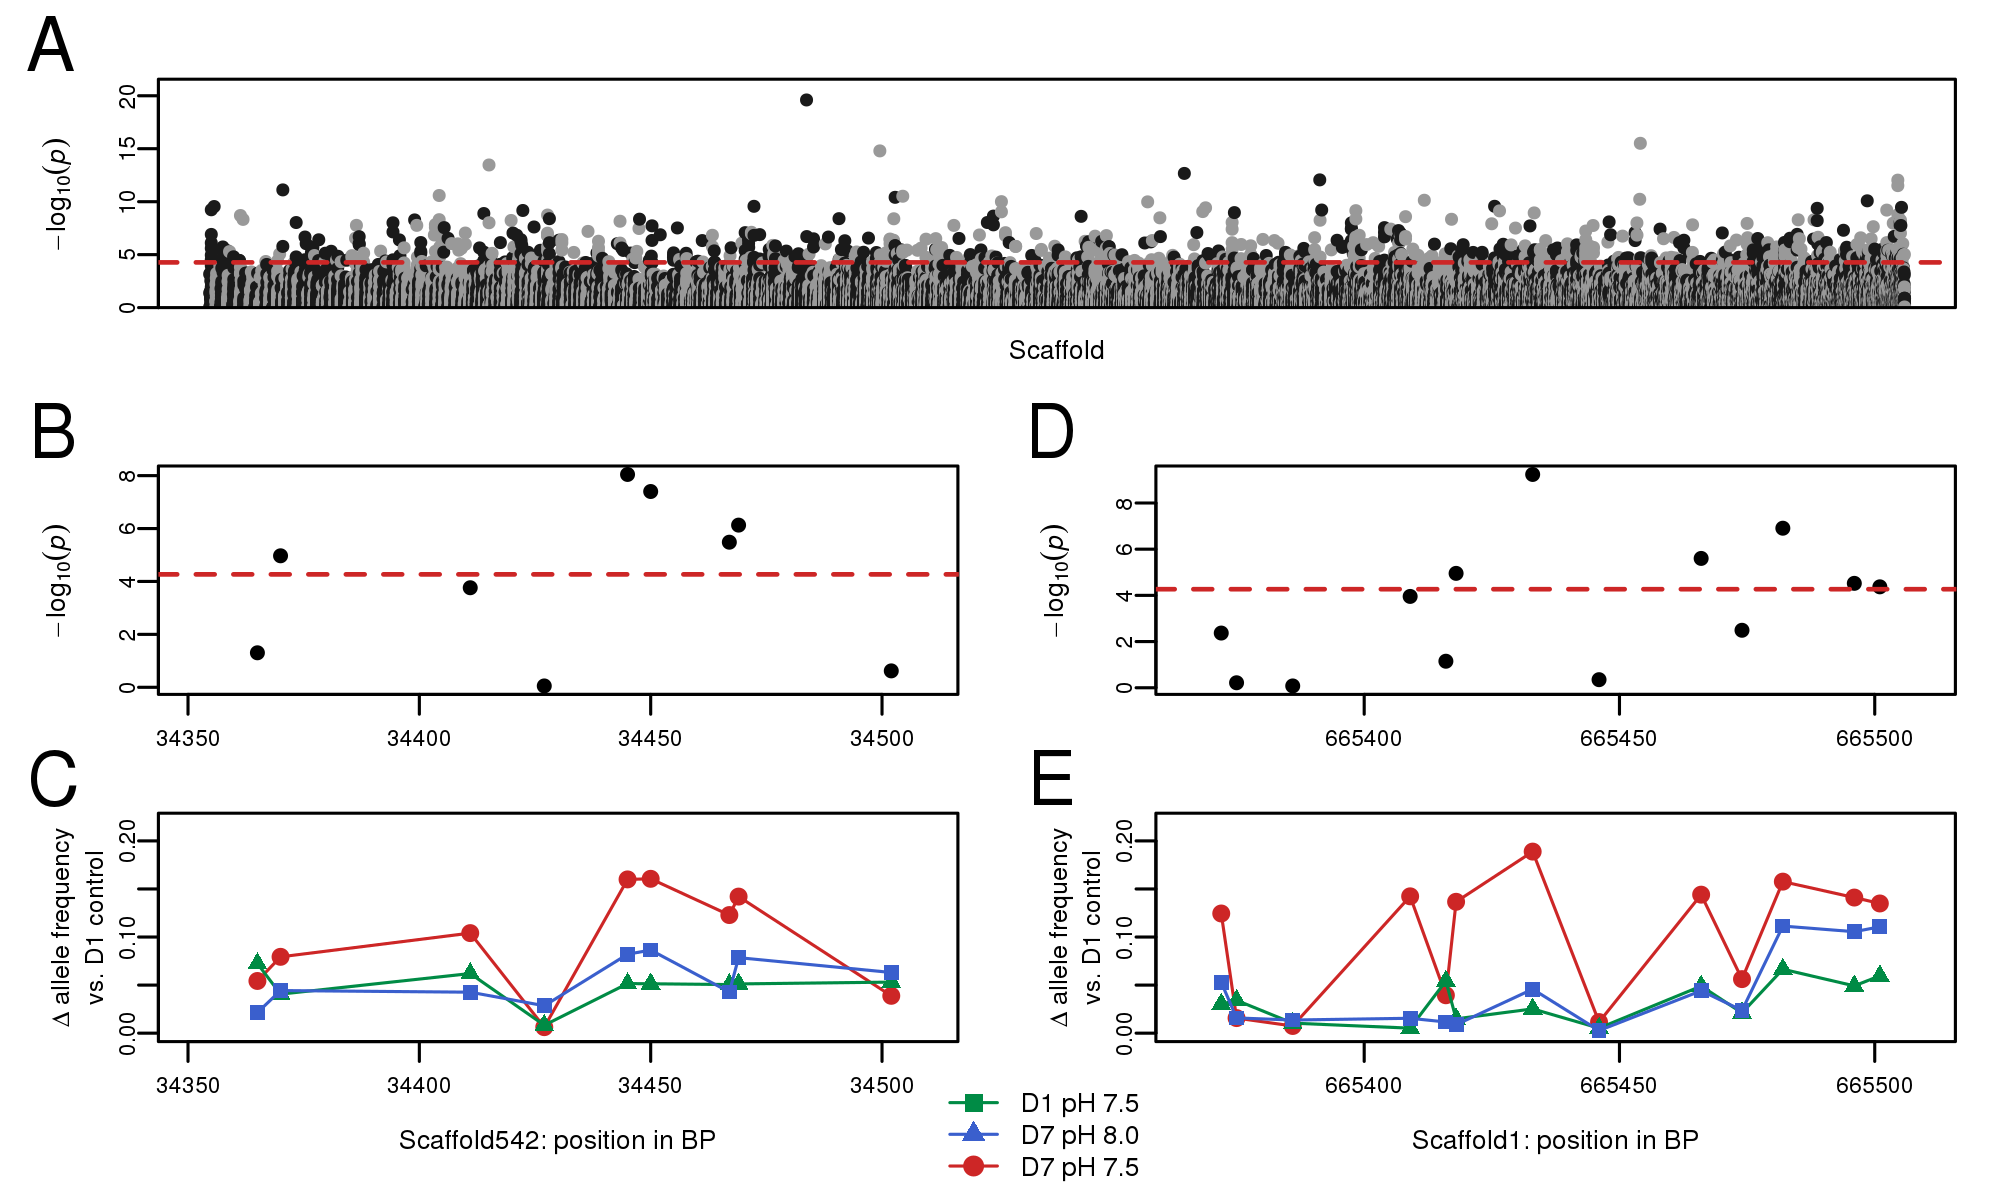 A
−log10(p)
0 5 10 15 20
Scaffold
B
−log10(p)
0 2 4 6 8
34350 34400 34450 34500
D
−log10(p)
0 2 4 6 8
665400 665450 665500
C
Δ allele frequency
vs. D1 control
0.00 0.10 0.20
34350 34400 34450 34500
Scaffold542: position in BP
E
Δ allele frequency
vs. D1 control
0.00 0.10 0.20
665400 665450 665500
Scaffold1: position in BP
D1 pH 7.5
D7 pH 8.0
D7 pH 7.5